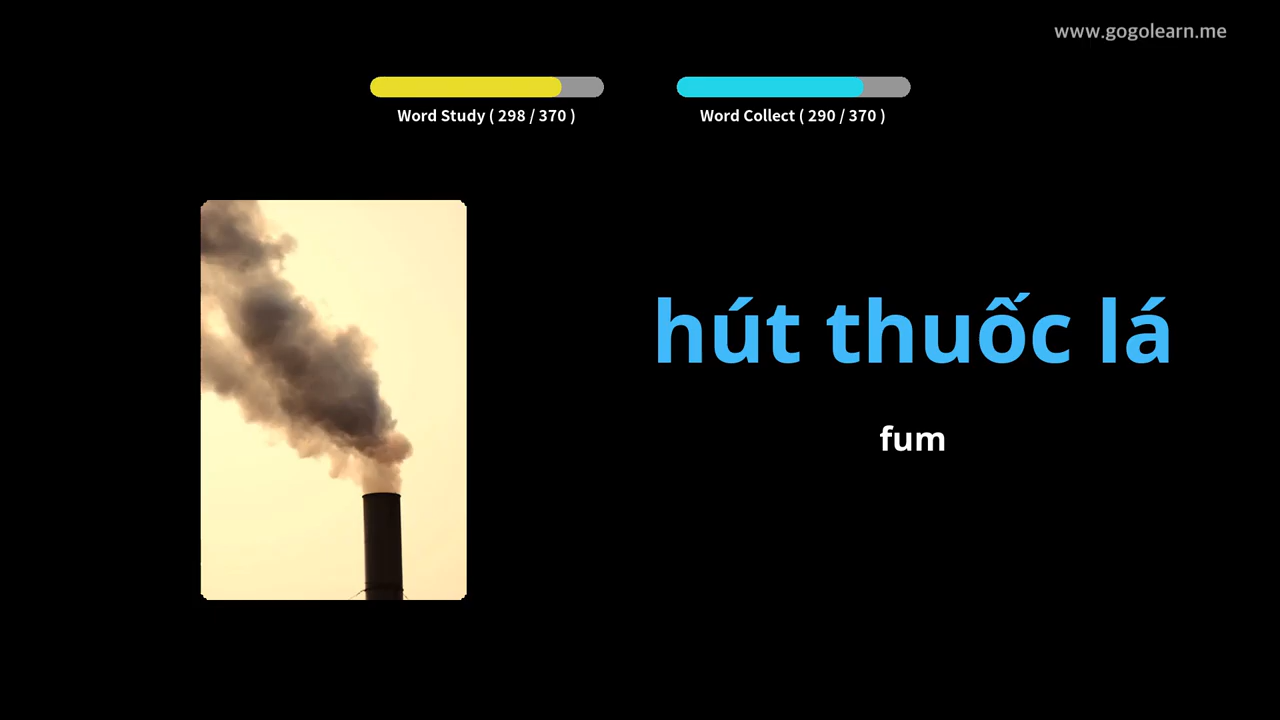 www.gogolearn.me
Word Study ( 298 / 370 )
Word Collect ( 290 / 370 )
hút thuốc lá
fum